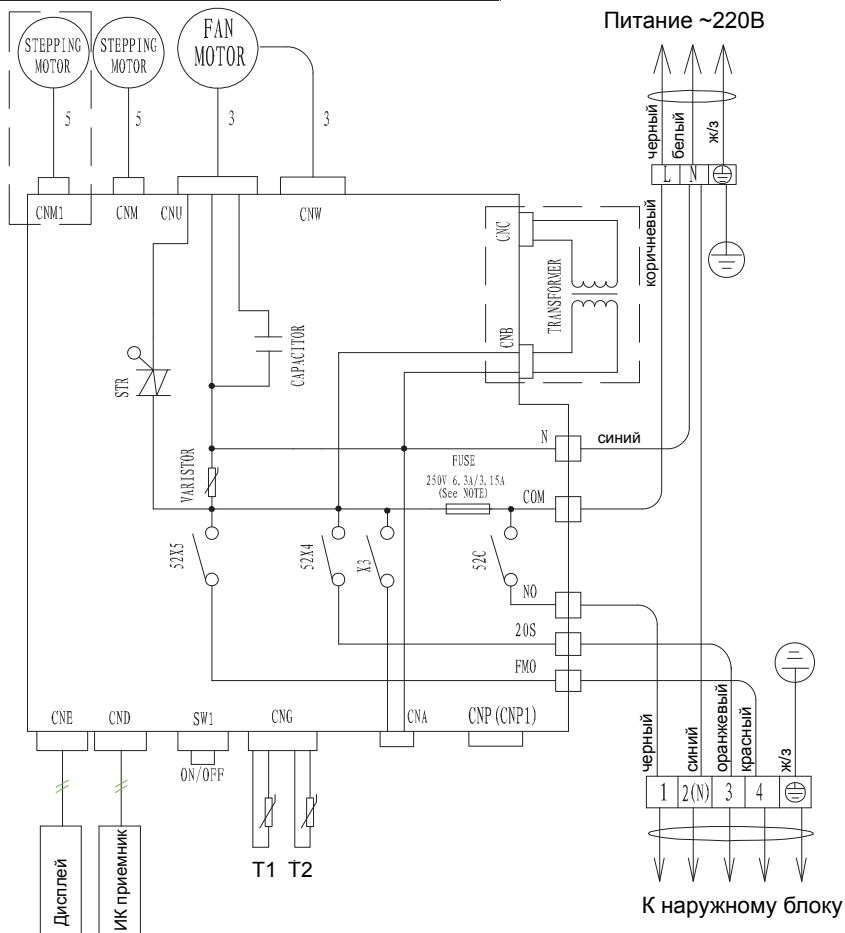 Питание ~220В
STEPPING
MOTOR
STEPPING
MOTOR
FAN
MOTOR
5
5
3
3
черный
белый
ж/з
L
N
CNM1
CNM
CNU
CNW
CNC
коричневый
TRANSFORMER
CNB
CAPACITOR
STR
N
синий
VARISTOR
FUSE
250V 6.3A/3.15A
(See NOTE)
COM
52X5
52X4
X3
52C
NO
20S
FMO
CNE
CND
SW1
CNG
CNA
CNP(CNP1)
ON/OFF
черный
синий
оранжевый
красный
ж/з
1
2(N)
3
4
T1
T2
Дисплей
ИК приемник
К наружному блоку